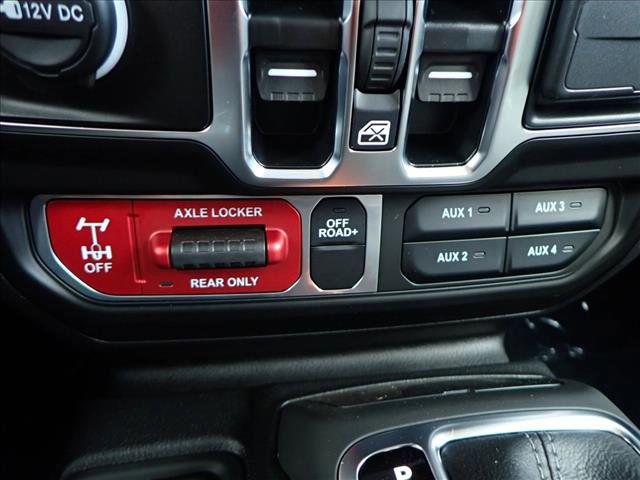 12V DC
AXLE LOCKER
OFF
REAR ONLY
OFF
ROAD+
AUX 1
AUX 3
AUX 2
AUX 4
P